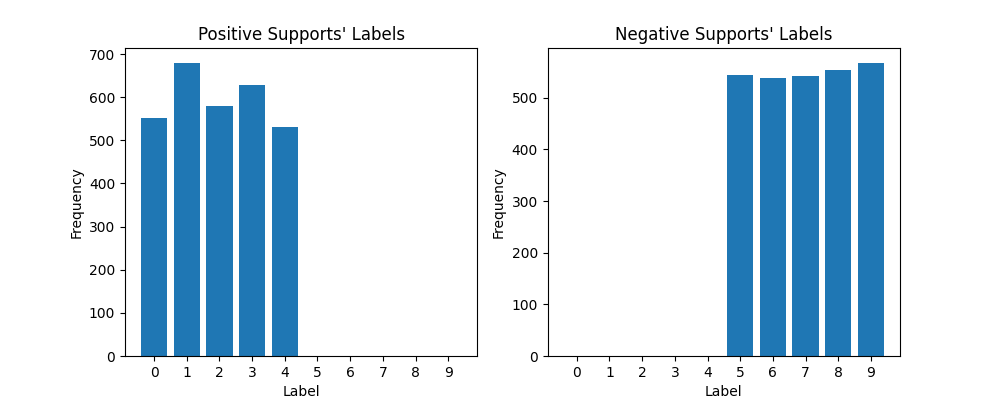 Positive Supports' Labels
700
600
500
400
300
200
100
0
Frequency
0 1 2 3 4 5 6 7 8 9
Label
Negative Supports' Labels
500
400
300
200
100
0
Frequency
0 1 2 3 4 5 6 7 8 9
Label